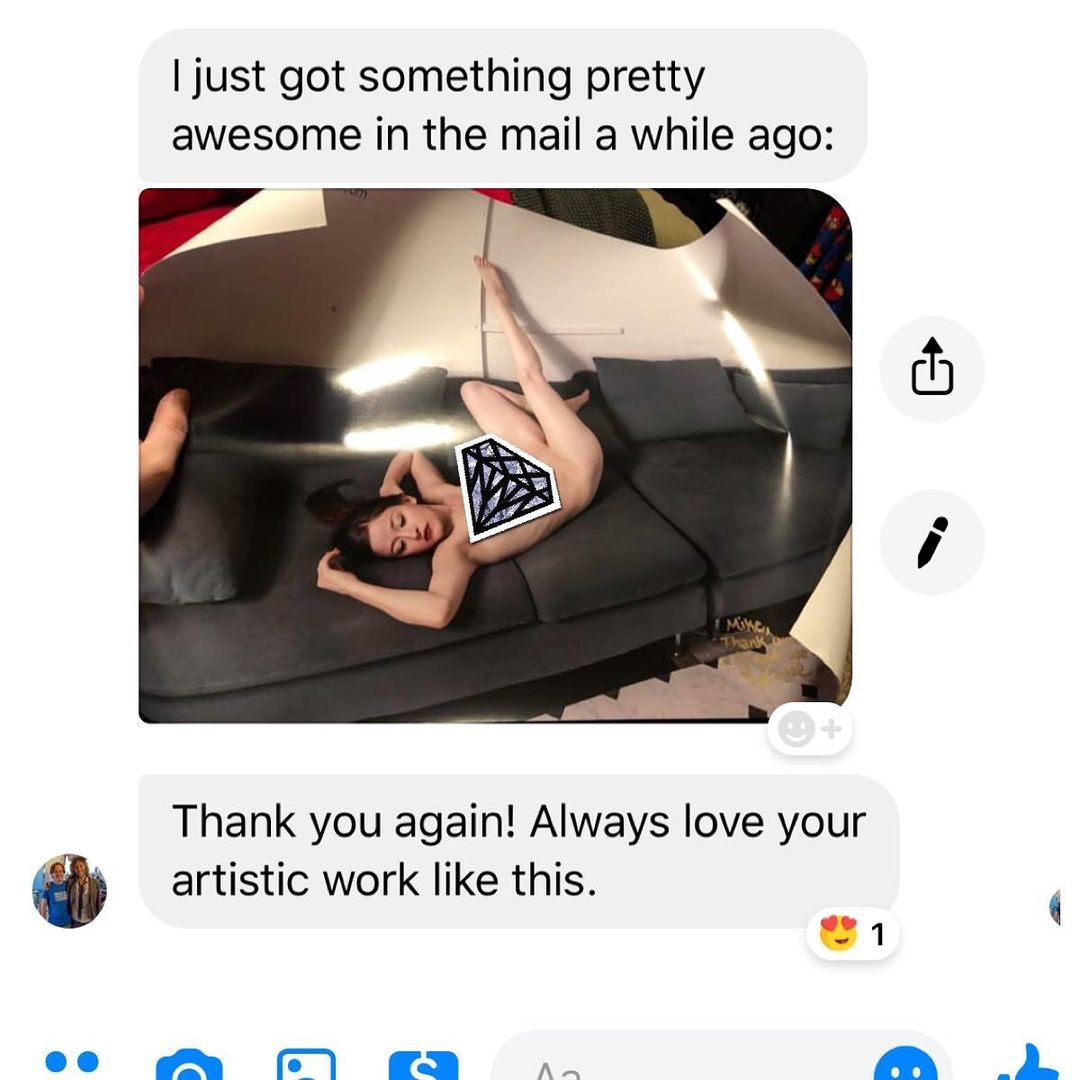 I just got something pretty
awesome in the mail a while ago:
Mike,
Thank
Thank you again! Always love your
artistic work like this.
1
Aa